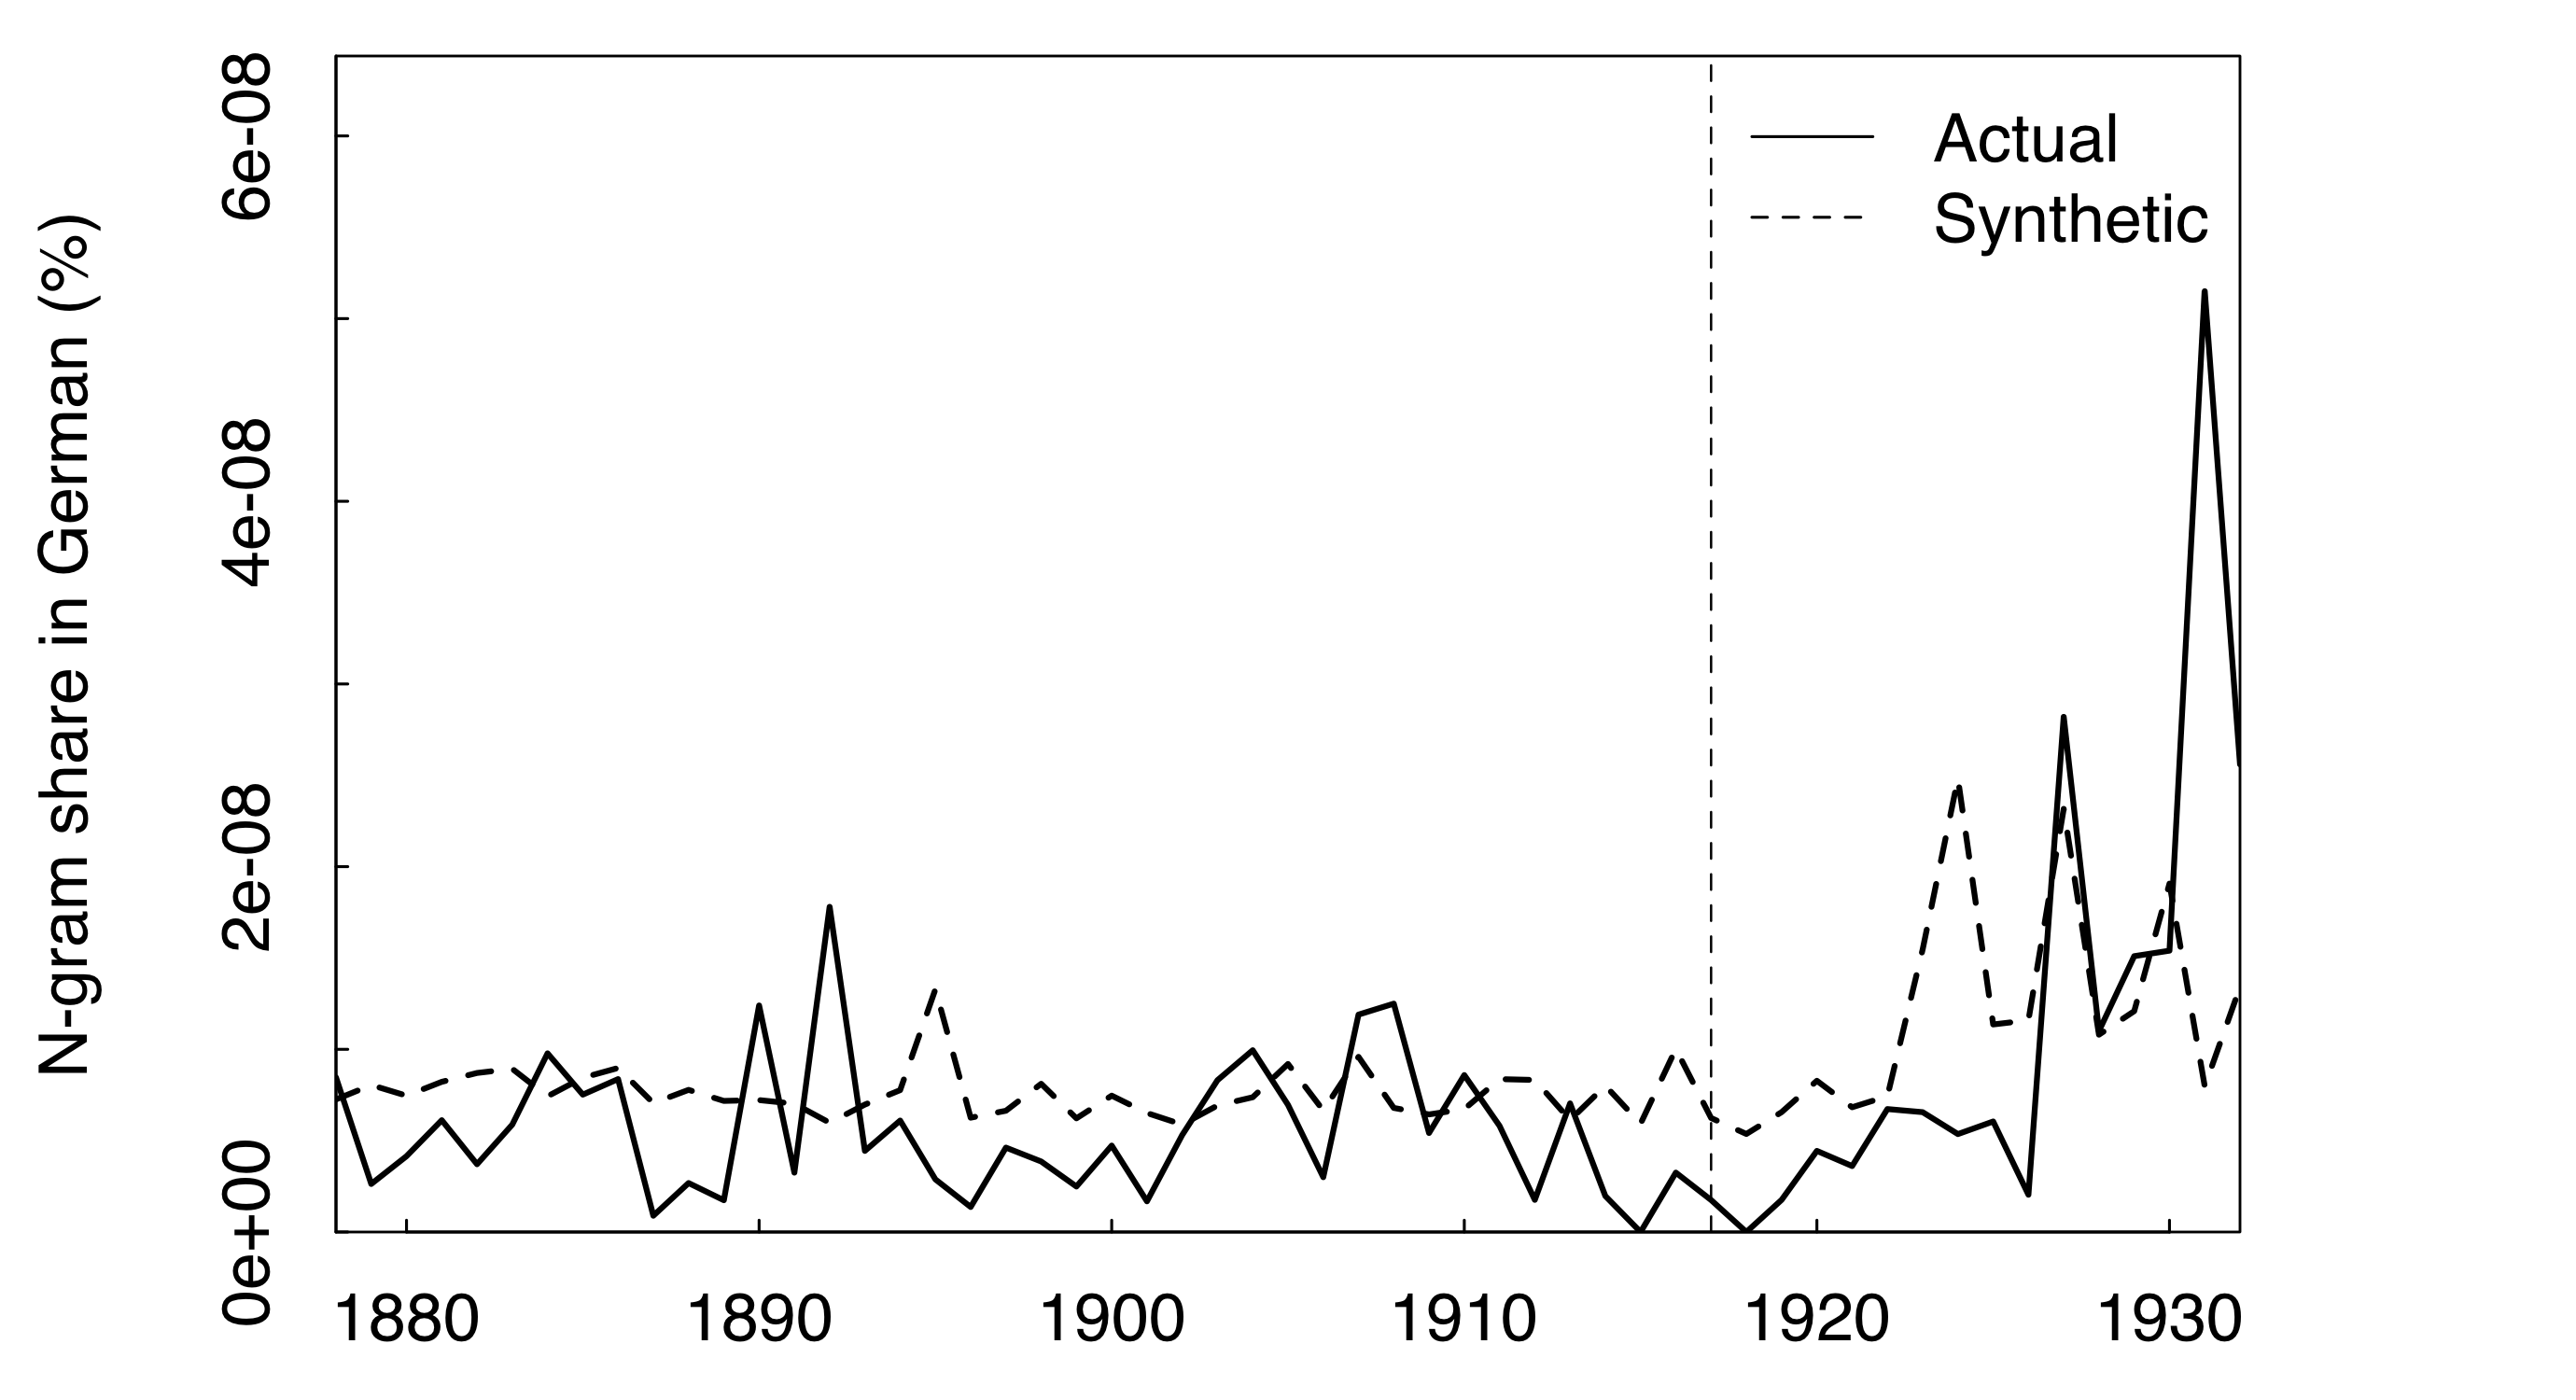 N-gram share in German (%)
6e-08
4e-08
2e-08
0e+00
Actual
Synthetic
1880 1890 1900 1910 1920 1930